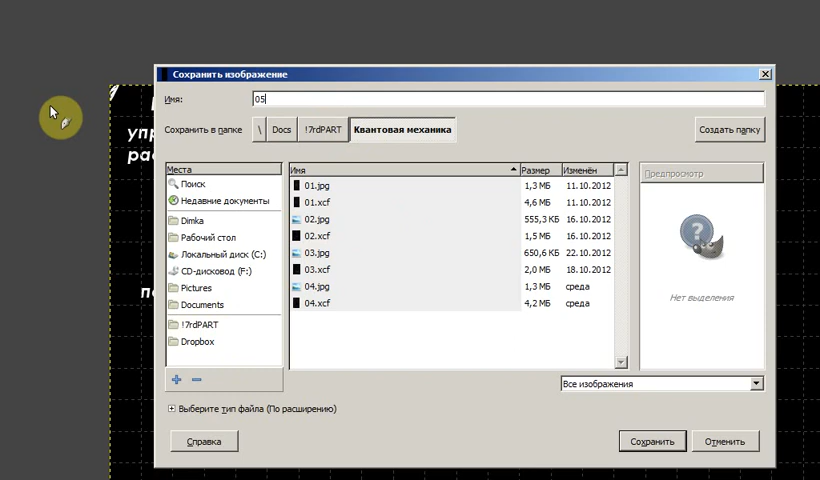 Сохранить изображение
Имя: 05
упр
рас
Сохранить в папке \ Docs !7rdPART Квантовая механика Создать папку
Места Имя Размер Изменён Предпросмотр
Поиск 01.jpg 1,3 МБ 11.10.2012
Недавние документы 01.xcf 4,6 МБ 11.10.2012
Dimka 02.jpg 555,3 КБ 16.10.2012
Рабочий стол 02.xcf 1,5 МБ 16.10.2012
Локальный диск (C:) 03.jpg 650,6 КБ 22.10.2012
CD-дисковод (F:) 03.xcf 2,0 МБ 18.10.2012
Pictures 04.jpg 1,3 МБ среда
Documents 04.xcf 4,2 МБ среда
Нет выделения
!7rdPART
Dropbox
Все изображения
Выберите тип файла (По расширению)
Справка Сохранить Отменить